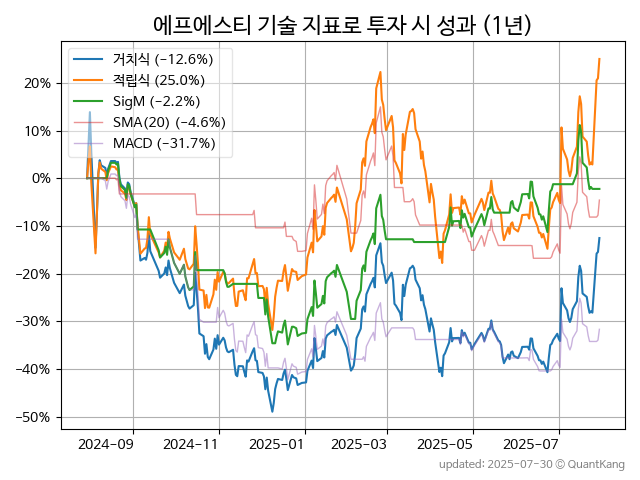 에프에스티 기술 지표로 투자 시 성과 (1년)
거치식 (−12.6%)
적립식 (25.0%)
SigM (−2.2%)
SMA(20) (−4.6%)
MACD (−31.7%)
20%
10%
0%
−10%
−20%
−30%
−40%
−50%
2024-09 2024-11 2025-01 2025-03 2025-05 2025-07
updated: 2025-07-30 © QuantKang